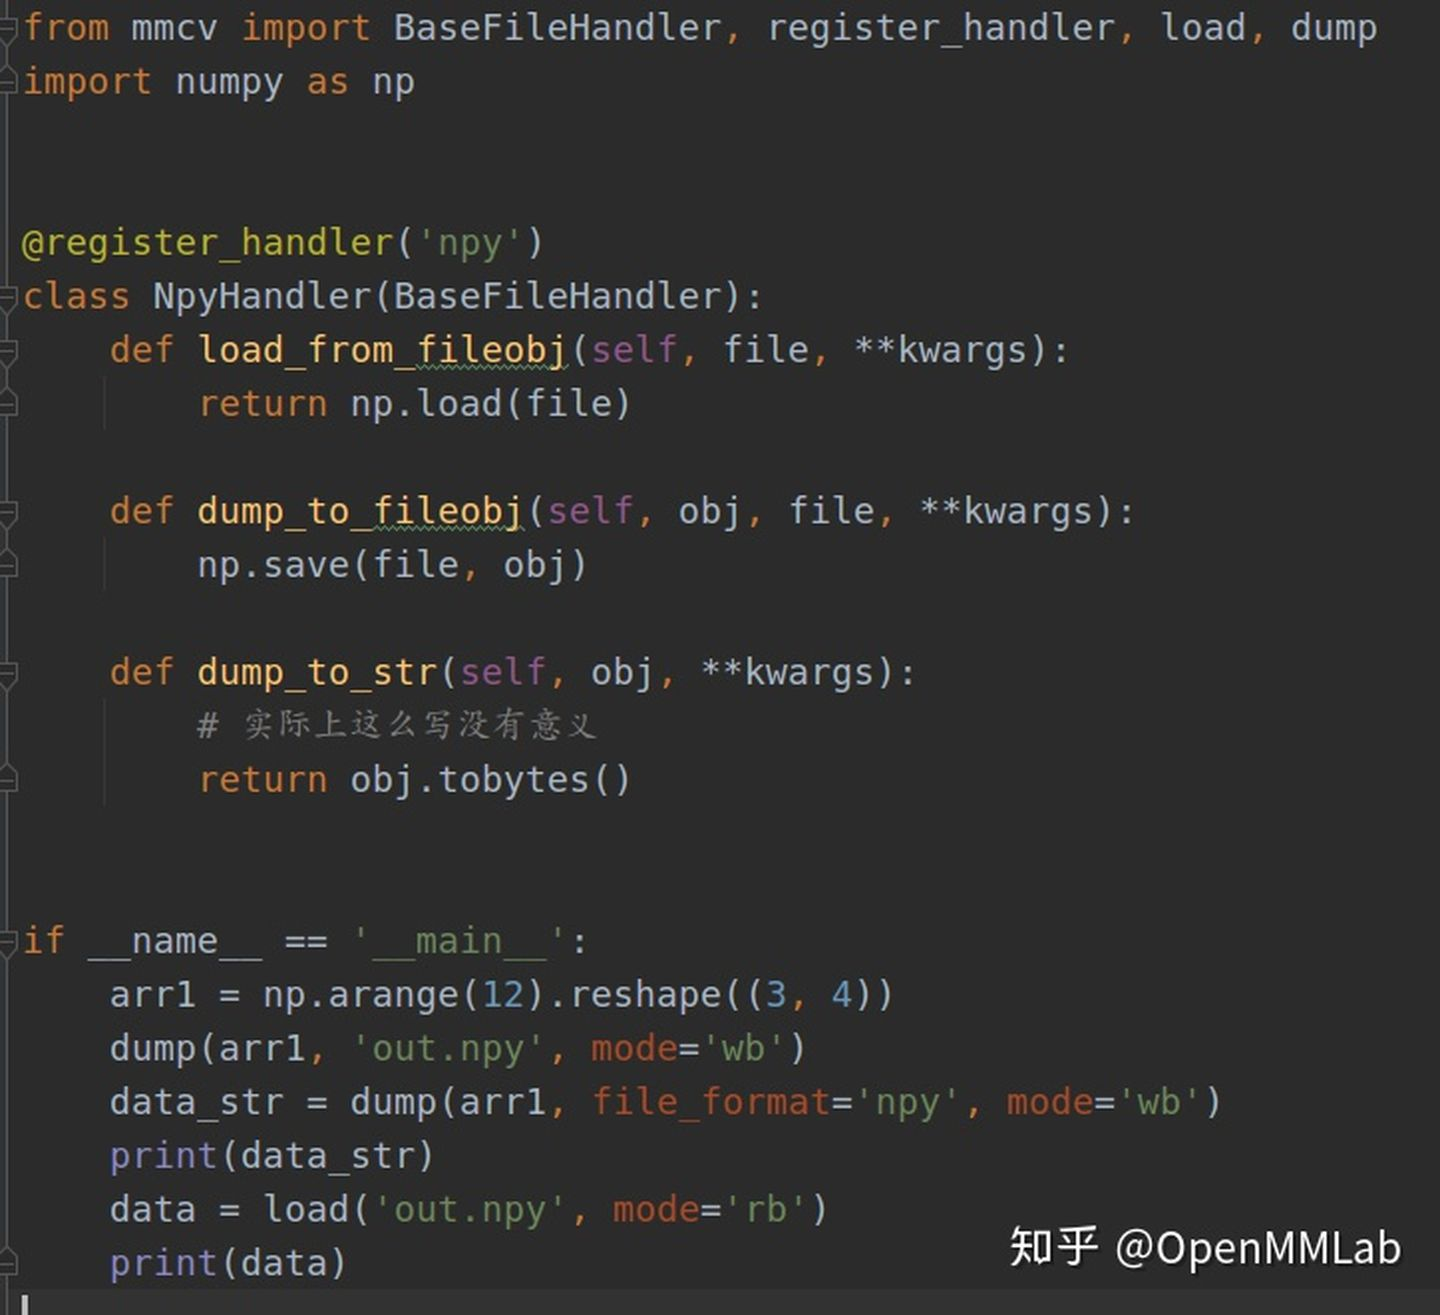 from mmcv import BaseFileHandler, register_handler, load, dump
import numpy as np
@register_handler('npy')
class NpyHandler(BaseFileHandler):
    def load_from_fileobj(self, file, **kwargs):
        return np.load(file)
    def dump_to_fileobj(self, obj, file, **kwargs):
        np.save(file, obj)
    def dump_to_str(self, obj, **kwargs):
        # 实际上这么写没有意义
        return obj.tobytes()
if __name__ == '__main__':
    arr1 = np.arange(12).reshape((3, 4))
    dump(arr1, 'out.npy', mode='wb')
    data_str = dump(arr1, file_format='npy', mode='wb')
    print(data_str)
    data = load('out.npy', mode='rb')
    print(data)
知乎 @OpenMMLab